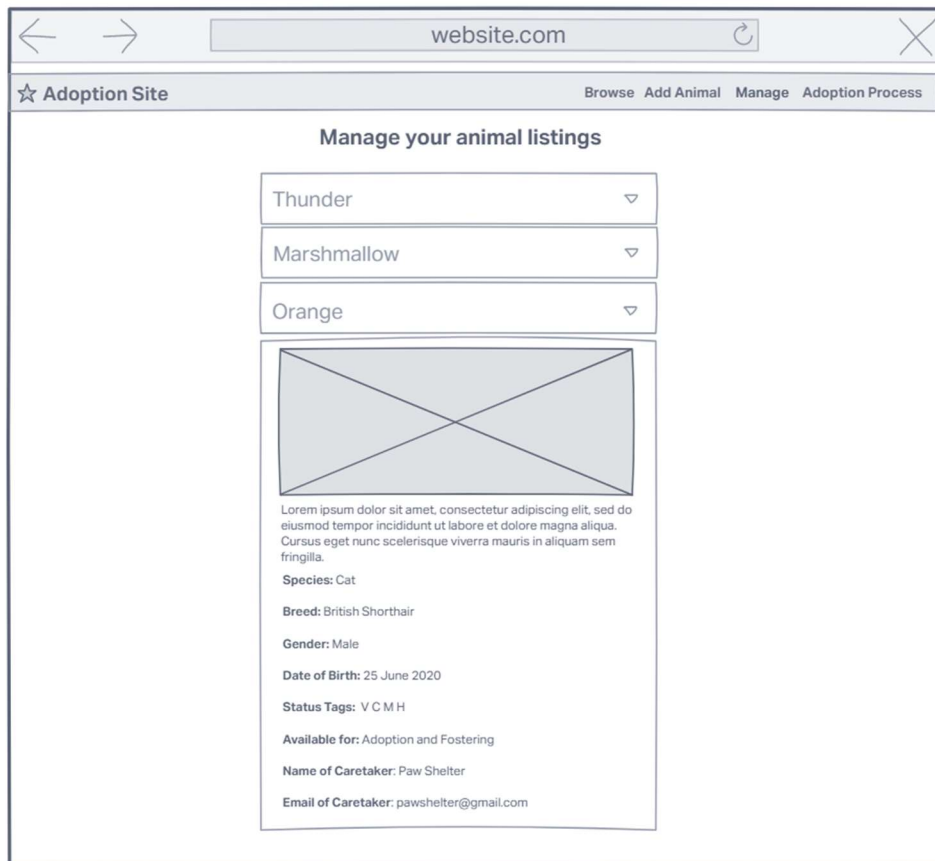 website.com
Adoption Site
Browse Add Animal Manage Adoption Process
Manage your animal listings
Thunder
Marshmallow
Orange
Lorem ipsum dolor sit amet, consectetur adipiscing elit, sed do
eiusmod tempor incididunt ut labore et dolore magna aliqua.
Cursus eget nunc scelerisque viverra mauris in aliquam sem
fringilla.
Species: Cat
Breed: British Shorthair
Gender: Male
Date of Birth: 25 June 2020
Status Tags: V C M H
Available for: Adoption and Fostering
Name of Caretaker: Paw Shelter
Email of Caretaker: pawshelter@gmail.com